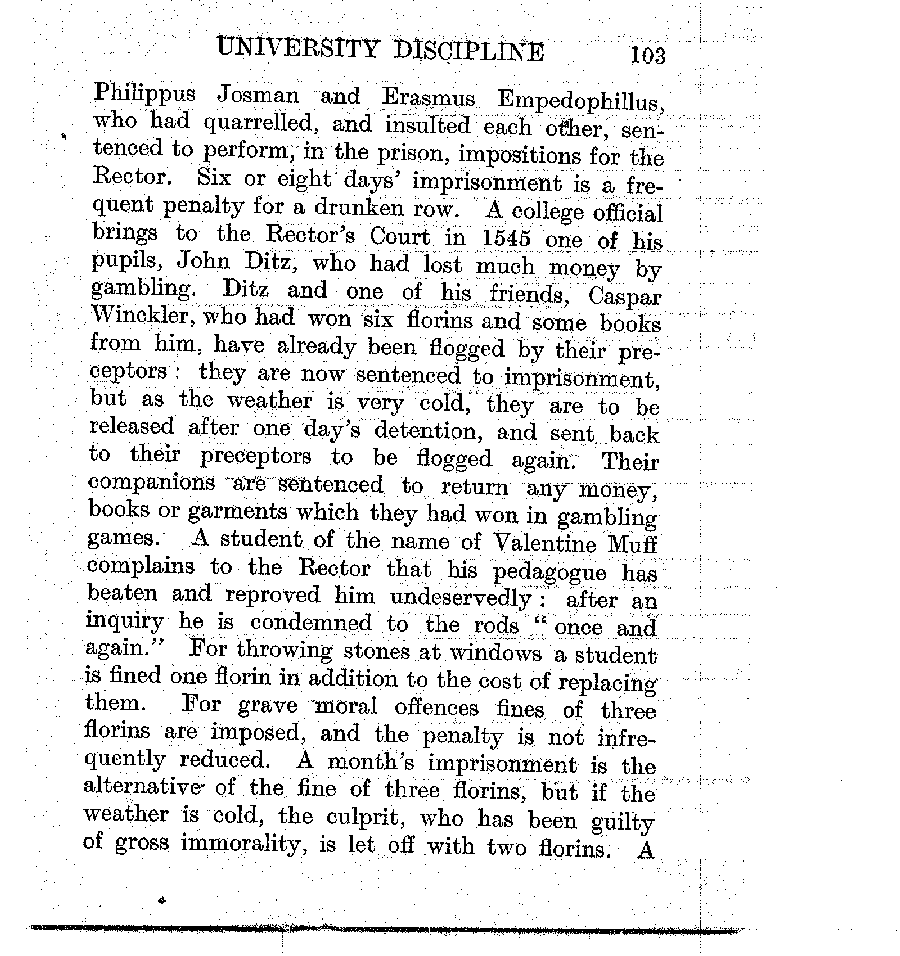 UNIVERSITY DISCIPLINE 103
Philippus Josman and Erasmus Empedophillus,
who had quarrelled, and insulted each other, sen-
tenced to perform, in the prison, impositions for the
Rector. Six or eight days' imprisonment is a fre-
quent penalty for a drunken row. A college official
brings to the Rector's Court in 1545 one of his
pupils, John Ditz, who had lost much money by
gambling. Ditz and one of his friends, Caspar
Winckler, who had won six florins and some books
from him, have already been flogged by their pre-
ceptors : they are now sentenced to imprisonment,
but as the weather is very cold, they are to be
released after one day's detention, and sent back
to their preceptors to be flogged again. Their
companions are sentenced to return any money,
books or garments which they had won in gambling
games. A student of the name of Valentine Muff
complains to the Rector that his pedagogue has
beaten and reproved him undeservedly : after an
inquiry he is condemned to the rods “ once and
again.” For throwing stones at windows a student
is fined one florin in addition to the cost of replacing
them. For grave moral offences fines of three
florins are imposed, and the penalty is not infre-
quently reduced. A month's imprisonment is the
alternative of the fine of three florins, but if the
weather is cold, the culprit, who has been guilty
of gross immorality, is let off with two florins. A